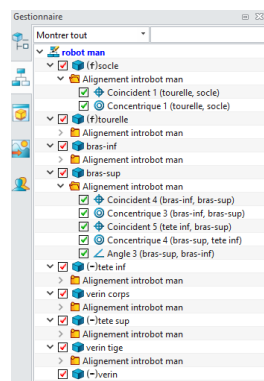 Gestionnaire
Montrer tout
robot man
(f)socle
Alignement introbot man
Coincident 1 (tourelle, socle)
Concentrique 1 (tourelle, socle)
(f)tourelle
Alignement introbot man
bras-inf
Alignement introbot man
bras-sup
Alignement introbot man
Coincident 4 (bras-inf, bras-sup)
Concentrique 3 (bras-inf, bras-sup)
Coincident 5 (tete inf, bras-sup)
Concentrique 4 (bras-sup, tete inf)
Angle 3 (bras-sup, bras-inf)
(-)tete inf
Alignement introbot man
verin corps
Alignement introbot man
(-)tete sup
Alignement introbot man
verin tige
Alignement introbot man
(-)verin